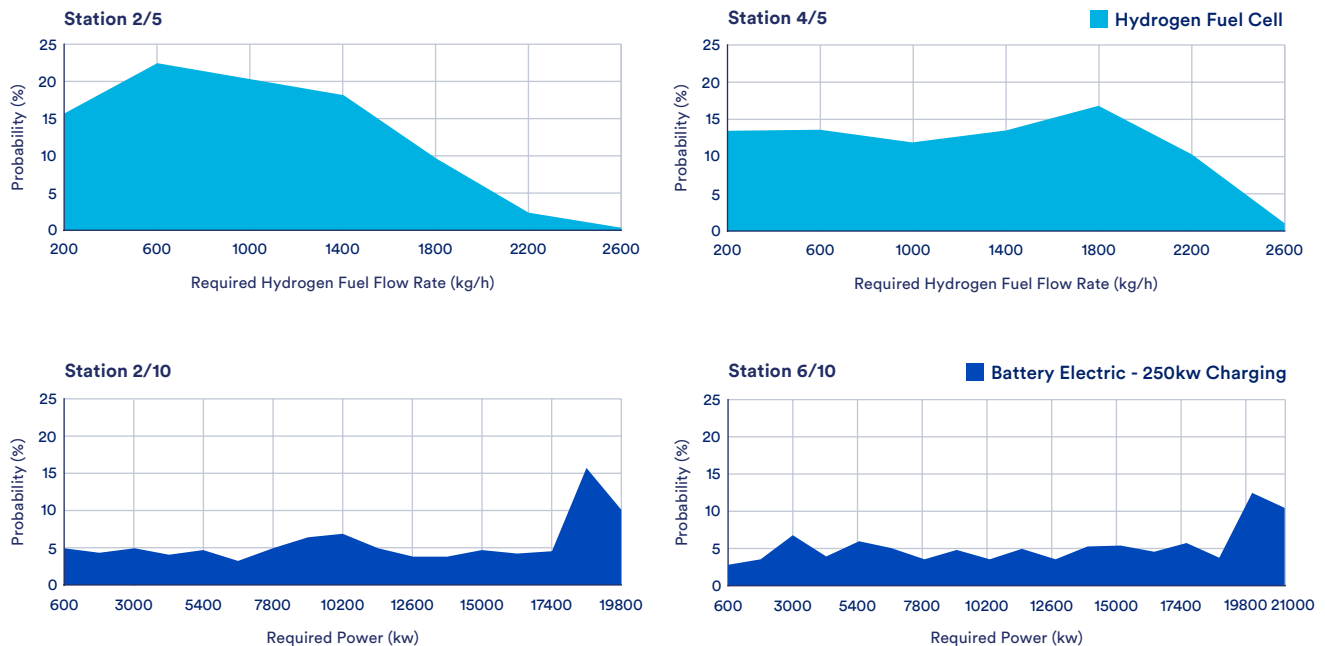 Station 2/5
Probability (%)
25
20
15
10
5
0
200 600 1000 1400 1800 2200 2600
Required Hydrogen Fuel Flow Rate (kg/h)
Station 4/5
Hydrogen Fuel Cell
Probability (%)
25
20
15
10
5
0
200 600 1000 1400 1800 2200 2600
Required Hydrogen Fuel Flow Rate (kg/h)
Station 2/10
Probability (%)
25
20
15
10
5
0
600 3000 5400 7800 10200 12600 15000 17400 19800
Required Power (kw)
Station 6/10
Battery Electric - 250kw Charging
Probability (%)
25
20
15
10
5
0
600 3000 5400 7800 10200 12600 15000 17400 19800 21000
Required Power (kw)